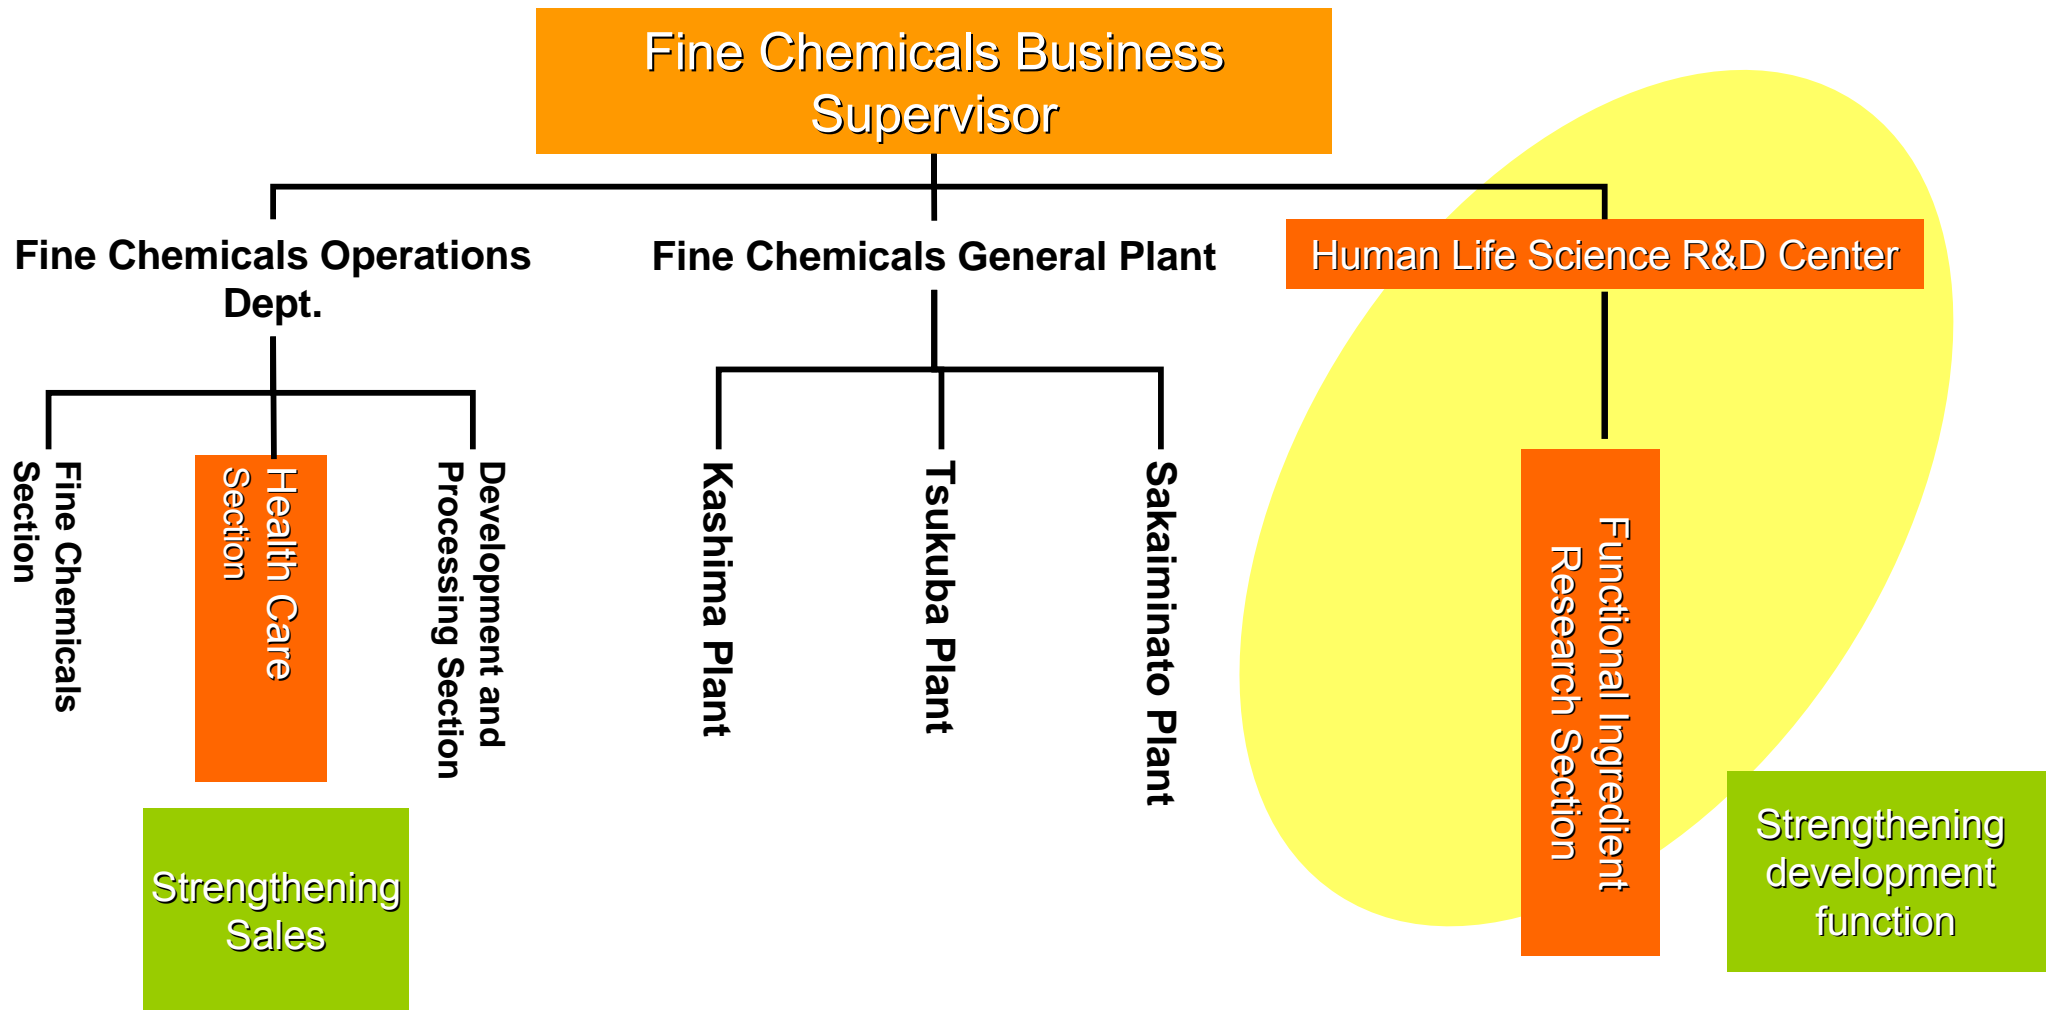 Fine Chemicals Business
Supervisor
Fine Chemicals Operations
Dept.
Fine Chemicals General Plant
Human Life Science R&D Center
Fine Chemicals
Section
Health Care
Section
Development and
Processing Section
Kashima Plant
Tsukuba Plant
Sakaiminato Plant
Functional Ingredient
Research Section
Strengthening
Sales
Strengthening
development
function